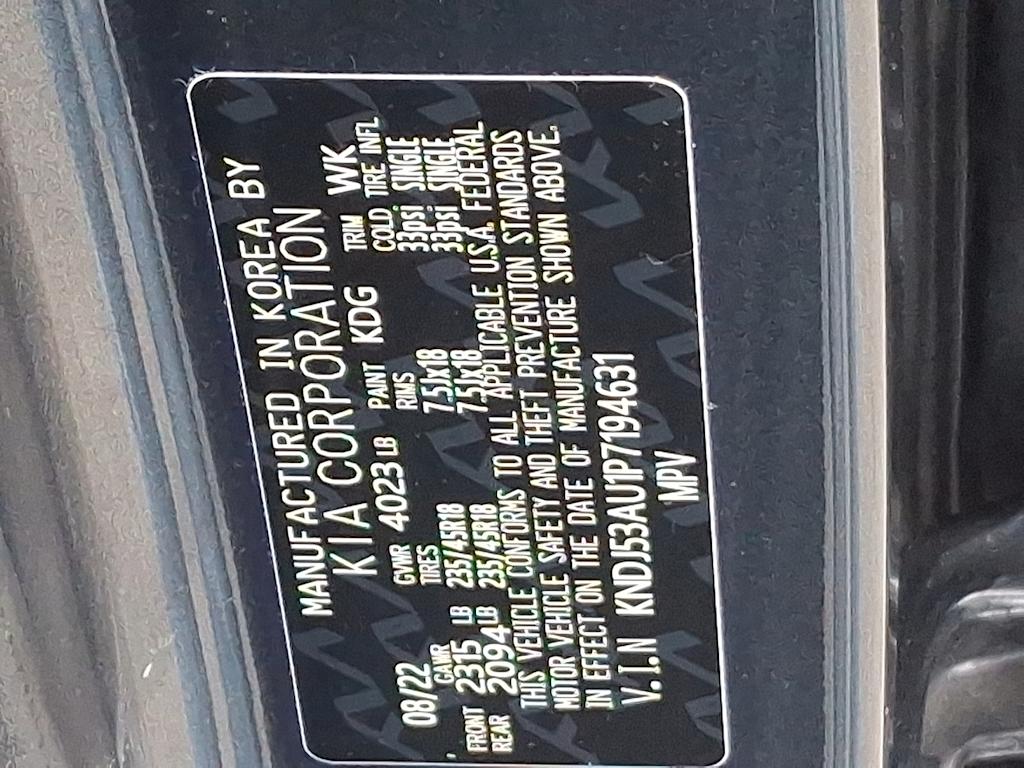 MANUFACTURED IN KOREA BY
KIA CORPORATION
08/22 GVWR 4023 LB PAINT KDG TRIM WK
GAWR TIRES RIMS COLD TIRE INFL
FRONT 2315 LB 235/45R18 7.5Jx18 33psi SINGLE
REAR 2094 LB 235/45R18 7.5Jx18 33psi SINGLE
THIS VEHICLE CONFORMS TO ALL APPLICABLE U.S.A. FEDERAL
MOTOR VEHICLE SAFETY AND THEFT PREVENTION STANDARDS
IN EFFECT ON THE DATE OF MANUFACTURE SHOWN ABOVE.
V.I.N KNDJ53AU1P7194631
MPV